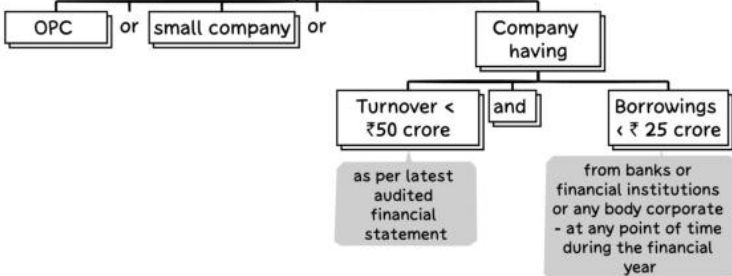 OPC or small company or Company
having
Turnover < and Borrowings
₹50 crore < ₹ 25 crore
as per latest
audited
financial
statement
from banks or
financial institutions
or any body corporate
- at any point of time
during the financial
year